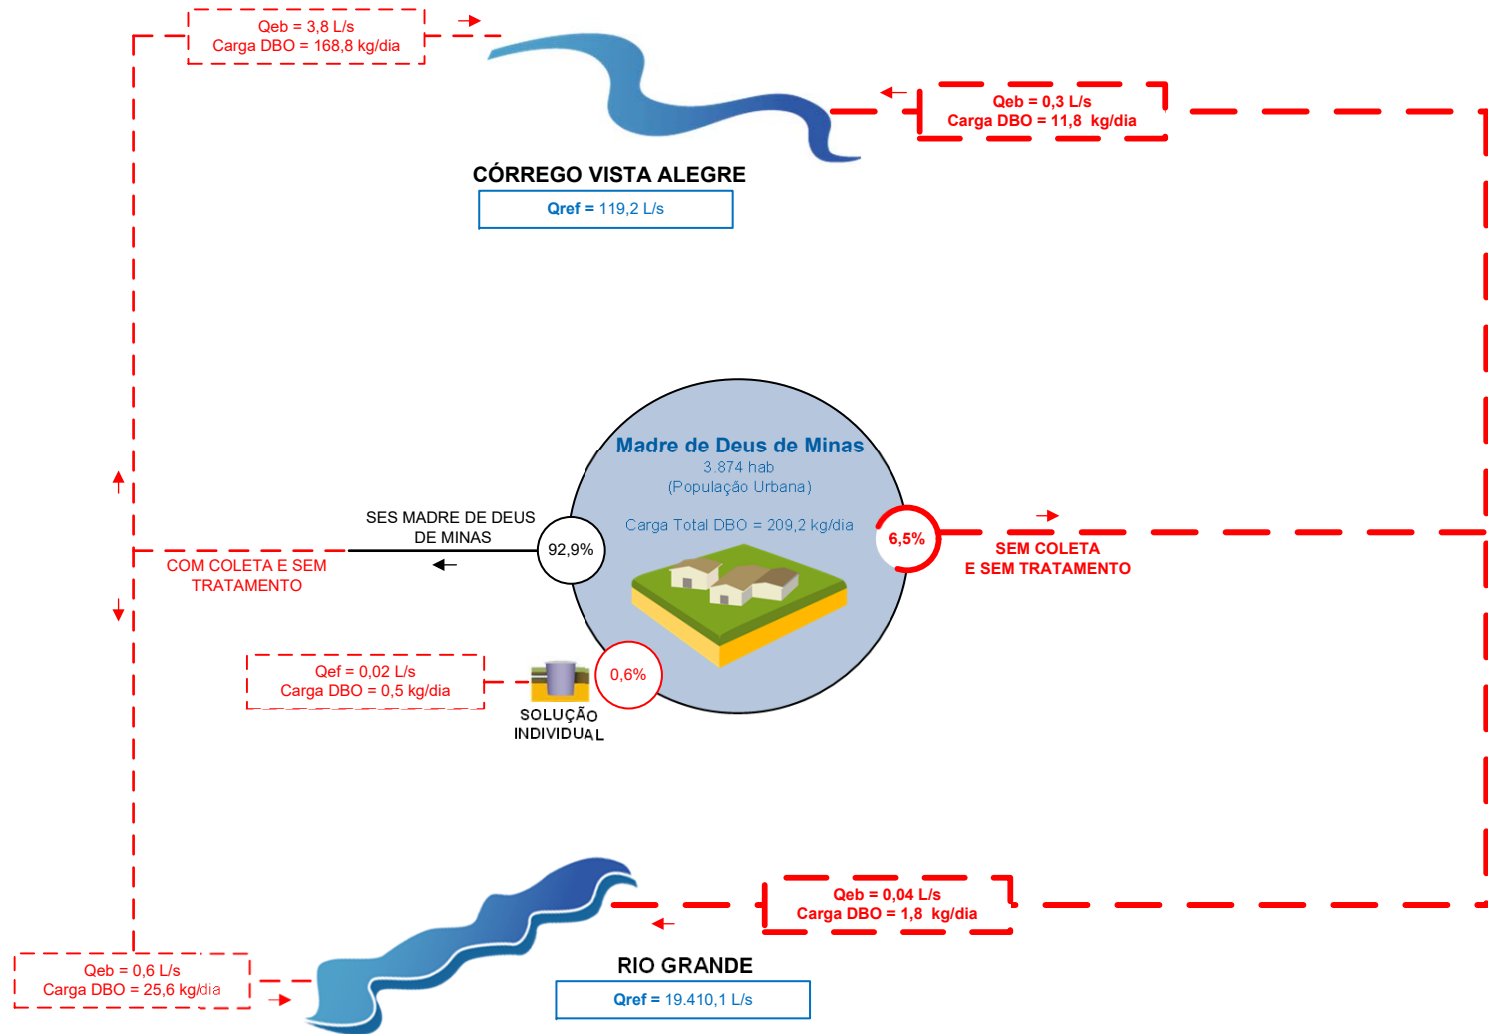 Qeb = 3,8 L/s
Carga DBO = 168,8 kg/dia
Qeb = 0,3 L/s
Carga DBO = 11,8 kg/dia
CÓRREGO VISTA ALEGRE
Qref = 119,2 L/s
Madre de Deus de Minas
3.874 hab
(População Urbana)
Carga Total DBO = 209,2 kg/dia
SES MADRE DE DEUS
DE MINAS
92,9%
6,5%
COM COLETA E SEM
TRATAMENTO
SEM COLETA
E SEM TRATAMENTO
Qef = 0,02 L/s
Carga DBO = 0,5 kg/dia
0,6%
SOLUÇÃO
INDIVIDUAL
Qeb = 0,04 L/s
Carga DBO = 1,8 kg/dia
Qeb = 0,6 L/s
Carga DBO = 25,6 kg/dia
RIO GRANDE
Qref = 19.410,1 L/s